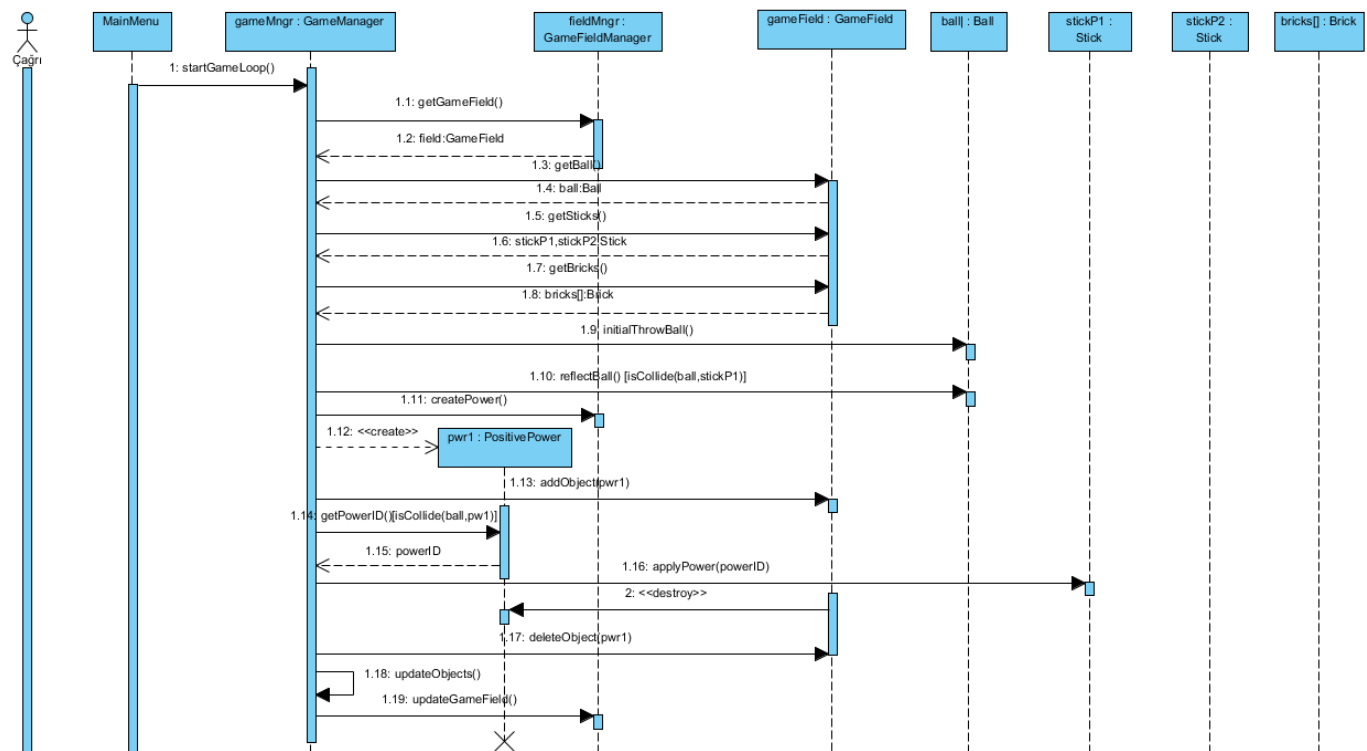 MainMenu
gameMngr : GameManager
fieldMngr :
GameFieldManager
gameField : GameField
ball| : Ball
stickP1 :
Stick
stickP2 :
Stick
bricks[] : Brick
Çağrı
1: startGameLoop()
1.1: getGameField()
1.2: field:GameField
1.3: getBall()
1.4: ball:Ball
1.5: getSticks()
1.6: stickP1,stickP2:Stick
1.7: getBricks()
1.8: bricks[]:Brick
1.9: initialThrowBall()
1.10: reflectBall() [isCollide(ball,stickP1)]
1.11: createPower()
1.12: <<create>>
pwr1 : PositivePower
1.13: addObject(pwr1)
1.14: getPowerID()[isCollide(ball,pw1)]
1.15: powerID
1.16: applyPower(powerID)
2: <<destroy>>
1.17: deleteObject(pwr1)
1.18: updateObjects()
1.19: updateGameField()